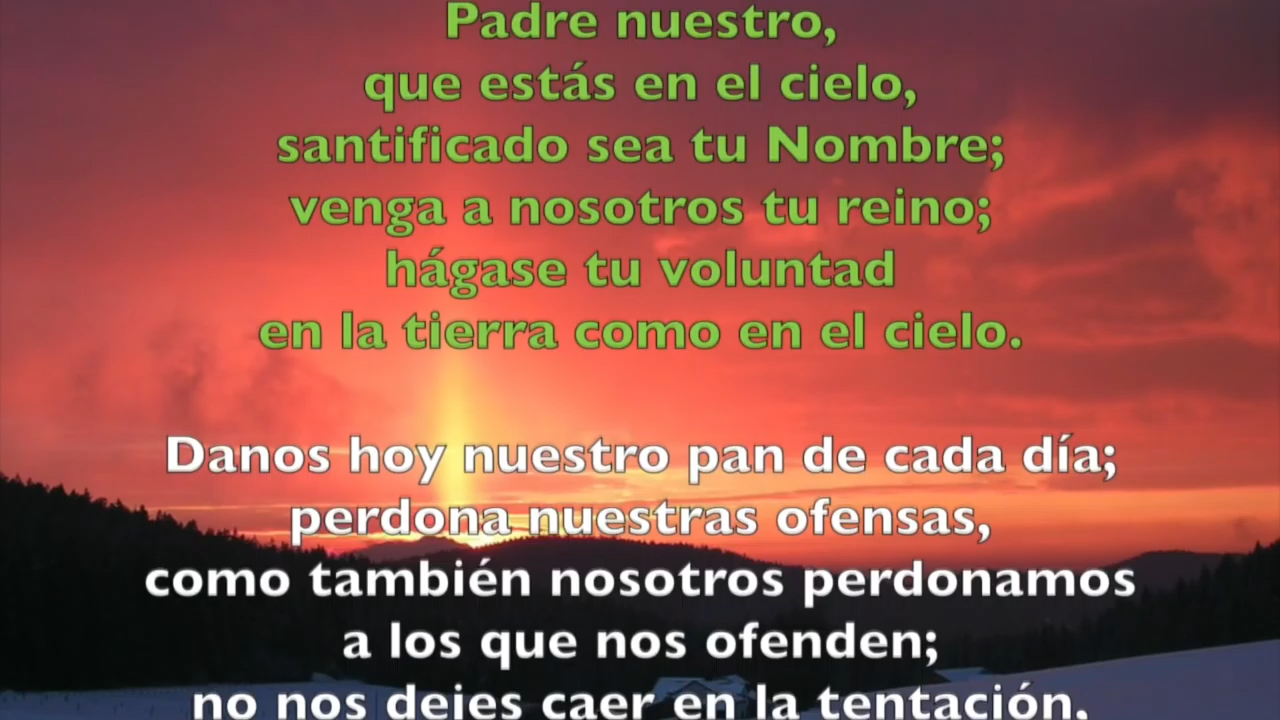 Padre nuestro,
que estás en el cielo,
santificado sea tu Nombre;
venga a nosotros tu reino;
hágase tu voluntad
en la tierra como en el cielo.
Danos hoy nuestro pan de cada día;
perdona nuestras ofensas,
como también nosotros perdonamos
a los que nos ofenden;
no nos dejes caer en la tentación,